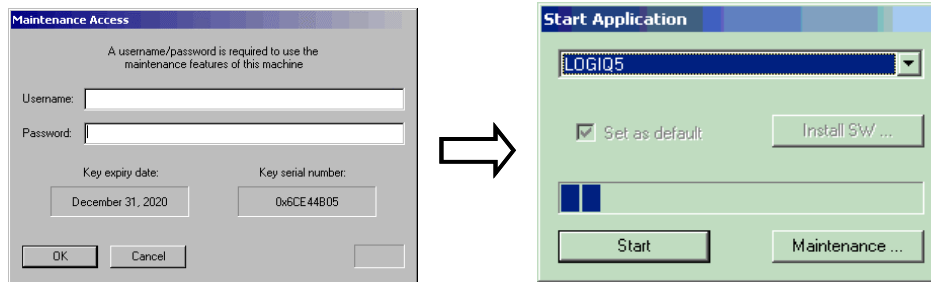 Maintenance Access
A username/password is required to use the
maintenance features of this machine
Username:
Password:
Key expiry date:
Key serial number:
December 31, 2020
0x6CE44B05
OK
Cancel
Start Application
LOGIQ5
Set as default
Install SW ...
Start
Maintenance ...